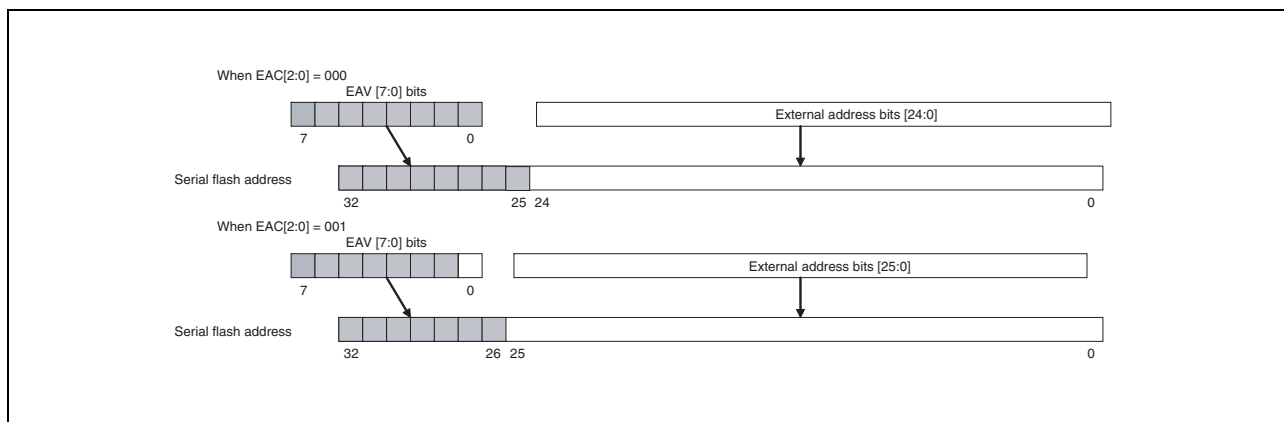 When EAC[2:0] = 000
EAV [7:0] bits
External address bits [24:0]
7 0
Serial flash address
32 25 24 0
When EAC[2:0] = 001
EAV [7:0] bits
External address bits [25:0]
7 0
Serial flash address
32 26 25 0